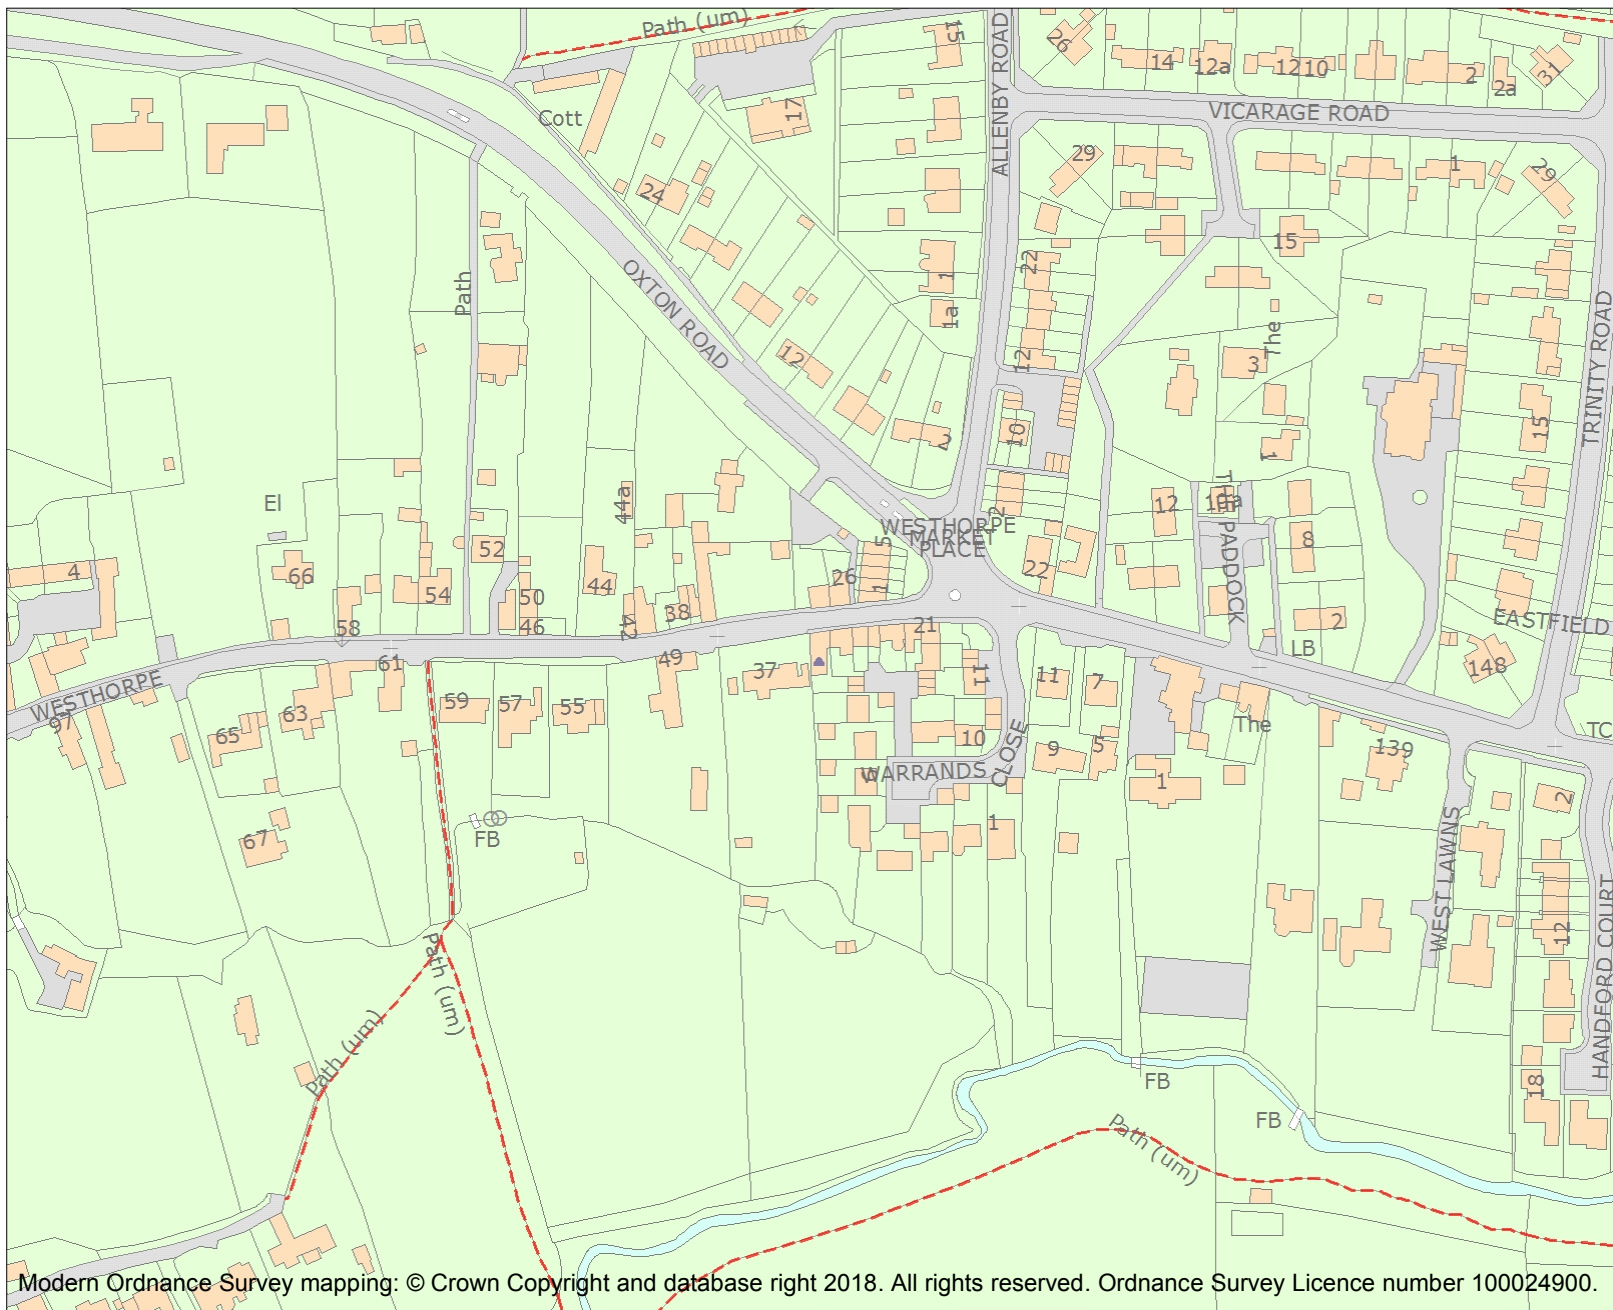 Path (um)
15
26
14
12a
12
10
2
2a
31
ALLENBY ROAD
VICARAGE ROAD
17
Cott
29
1
29
24
22
15
Path
OXTON ROAD
1
1a
The
TRINITY ROAD
12
12
3
10
15
2
1
El
44a
2
12
10a
THE PADDOCK
WESTHORPE
MARKET
PLACE
5
8
52
4
66
54
44
26
1
22
50
46
58
42
38
21
2
EASTFIELD
LB
61
49
37
11
11
7
148
WESTHORPE
97
65
63
59
57
55
10
CLOSE
9
5
The
139
TC
WARRANDS
1
2
67
FB
1
WEST LAWNS
12
HANDFORD COURT
Path (um)
Path (um)
FB
FB
18
Path (um)
Modern Ordnance Survey mapping: © Crown Copyright and database right 2018. All rights reserved. Ordnance Survey Licence number 100024900.